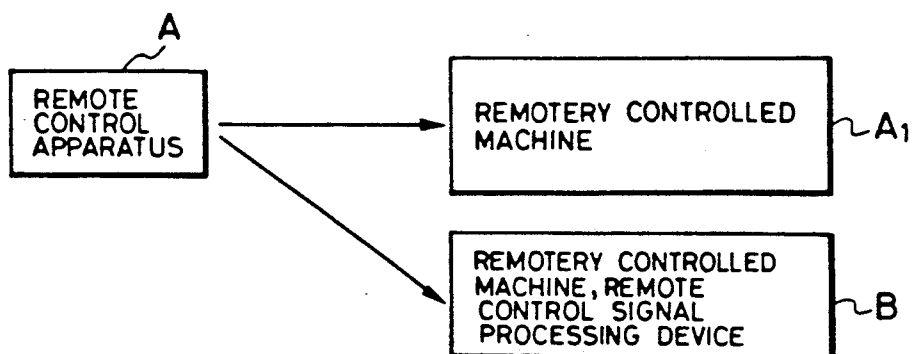 A
REMOTE
CONTROL
APPARATUS
REMOTERY CONTROLLED
MACHINE
A1
REMOTERY CONTROLLED
MACHINE, REMOTE
CONTROL SIGNAL
PROCESSING DEVICE
B